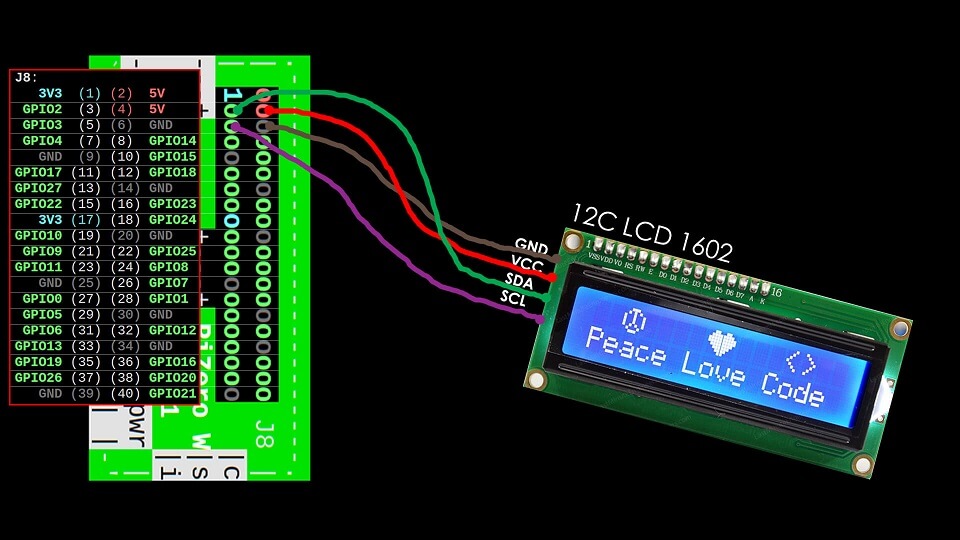 J8:
3V3 (1) (2) 5V
GPIO2 (3) (4) 5V
GPIO3 (5) (6) GND
GPIO4 (7) (8) GPIO14
GND (9) (10) GPIO15
GPIO17 (11) (12) GPIO18
GPIO27 (13) (14) GND
GPIO22 (15) (16) GPIO23
3V3 (17) (18) GPIO24
GPIO10 (19) (20) GND
GPIO9 (21) (22) GPIO25
GPIO11 (23) (24) GPIO8
GND (25) (26) GPIO7
GPIO0 (27) (28) GPIO1
GPIO5 (29) (30) GND
GPIO6 (31) (32) GPIO12
GPIO13 (33) (34) GND
GPIO19 (35) (36) GPIO16
GPIO26 (37) (38) GPIO20
GND (39) (40) GPIO21
1
J8
Pizero W
1
pwr
c
s
i
12C LCD 1602
GND
VCC
SDA
SCL
1
16
VSS VDD V0 RS RW E D0 D1 D2 D3 D4 D5 D6 D7 A K
Peace Love Code